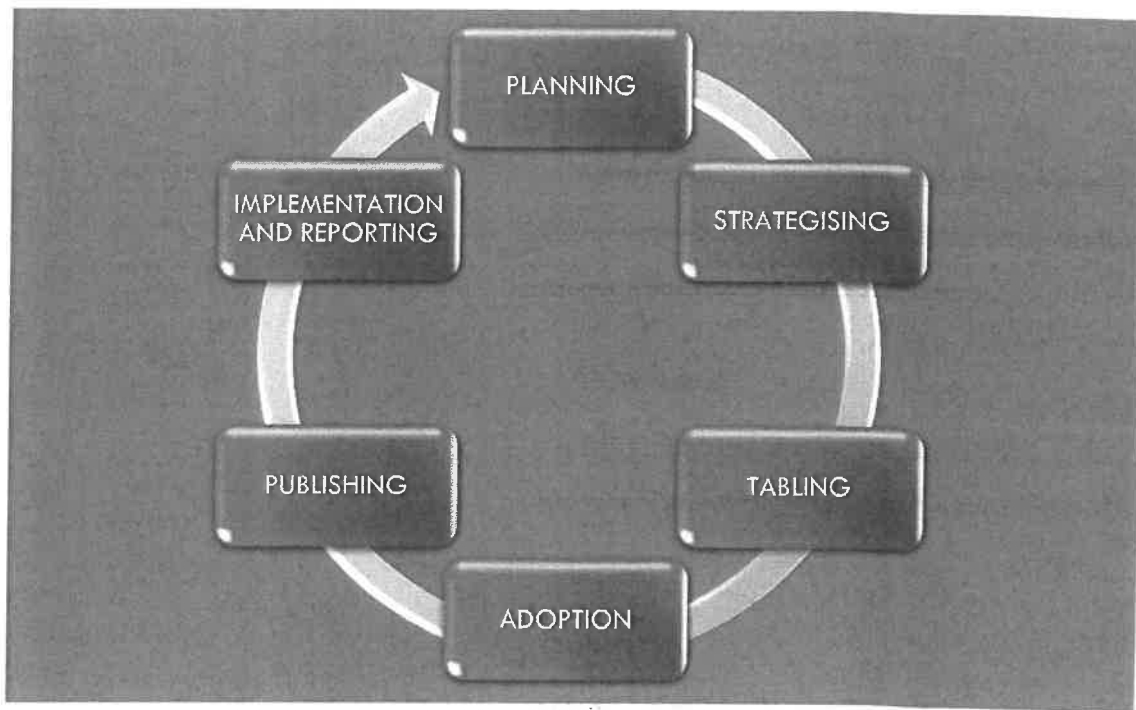 PLANNING
STRATEGISING
TABLING
ADOPTION
PUBLISHING
IMPLEMENTATION
AND REPORTING